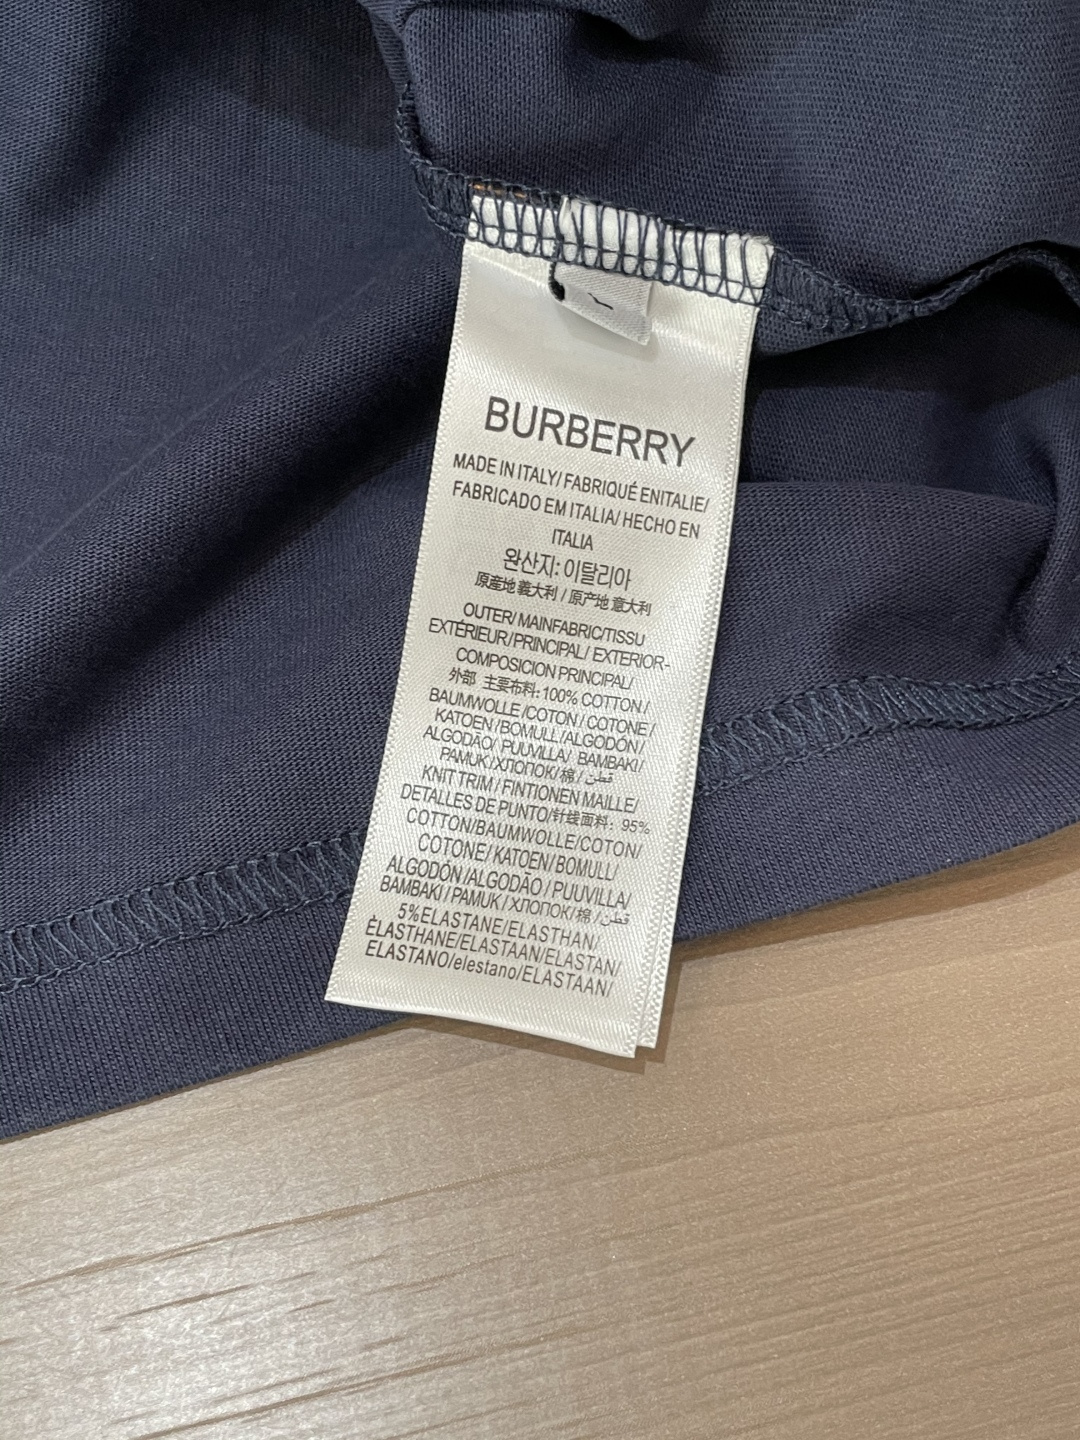 BURBERRY
MADE IN ITALY/ FABRIQUÉ ENITALIE/
FABRICADO EM ITALIA/ HECHO EN
ITALIA
완산지: 이탈리아
原産地 義大利 / 原产地 意大利
OUTER/ MAINFABRIC/TISSU
EXTÉRIEUR/PRINCIPAL/ EXTERIOR-
COMPOSICION PRINCIPAL/
外部 主要布料: 100% COTTON /
BAUMWOLLE /COTON / COTONE /
KATOEN / BOMULL /ALGODÓN /
ALGODÃO/ PUUVILLA/ BAMBAKI/
PAMUK /ХЛОПОК/ 棉 / قطن
KNIT TRIM / FINTIONEN MAILLE/
DETALLES DE PUNTO/针线面料: 95%
COTTON/BAUMWOLLE/COTON/
COTONE/ KATOEN/ BOMULL/
ALGODÓN /ALGODÃO / PUUVILLA/
BAMBAKI / PAMUK / ХЛОПОК/ 棉 / قطن
5%ELASTANE/ELASTHAN/
ÉLASTHANE/ELASTAAN/ELASTAN/
ELASTANO/elestano/ELASTAAN/